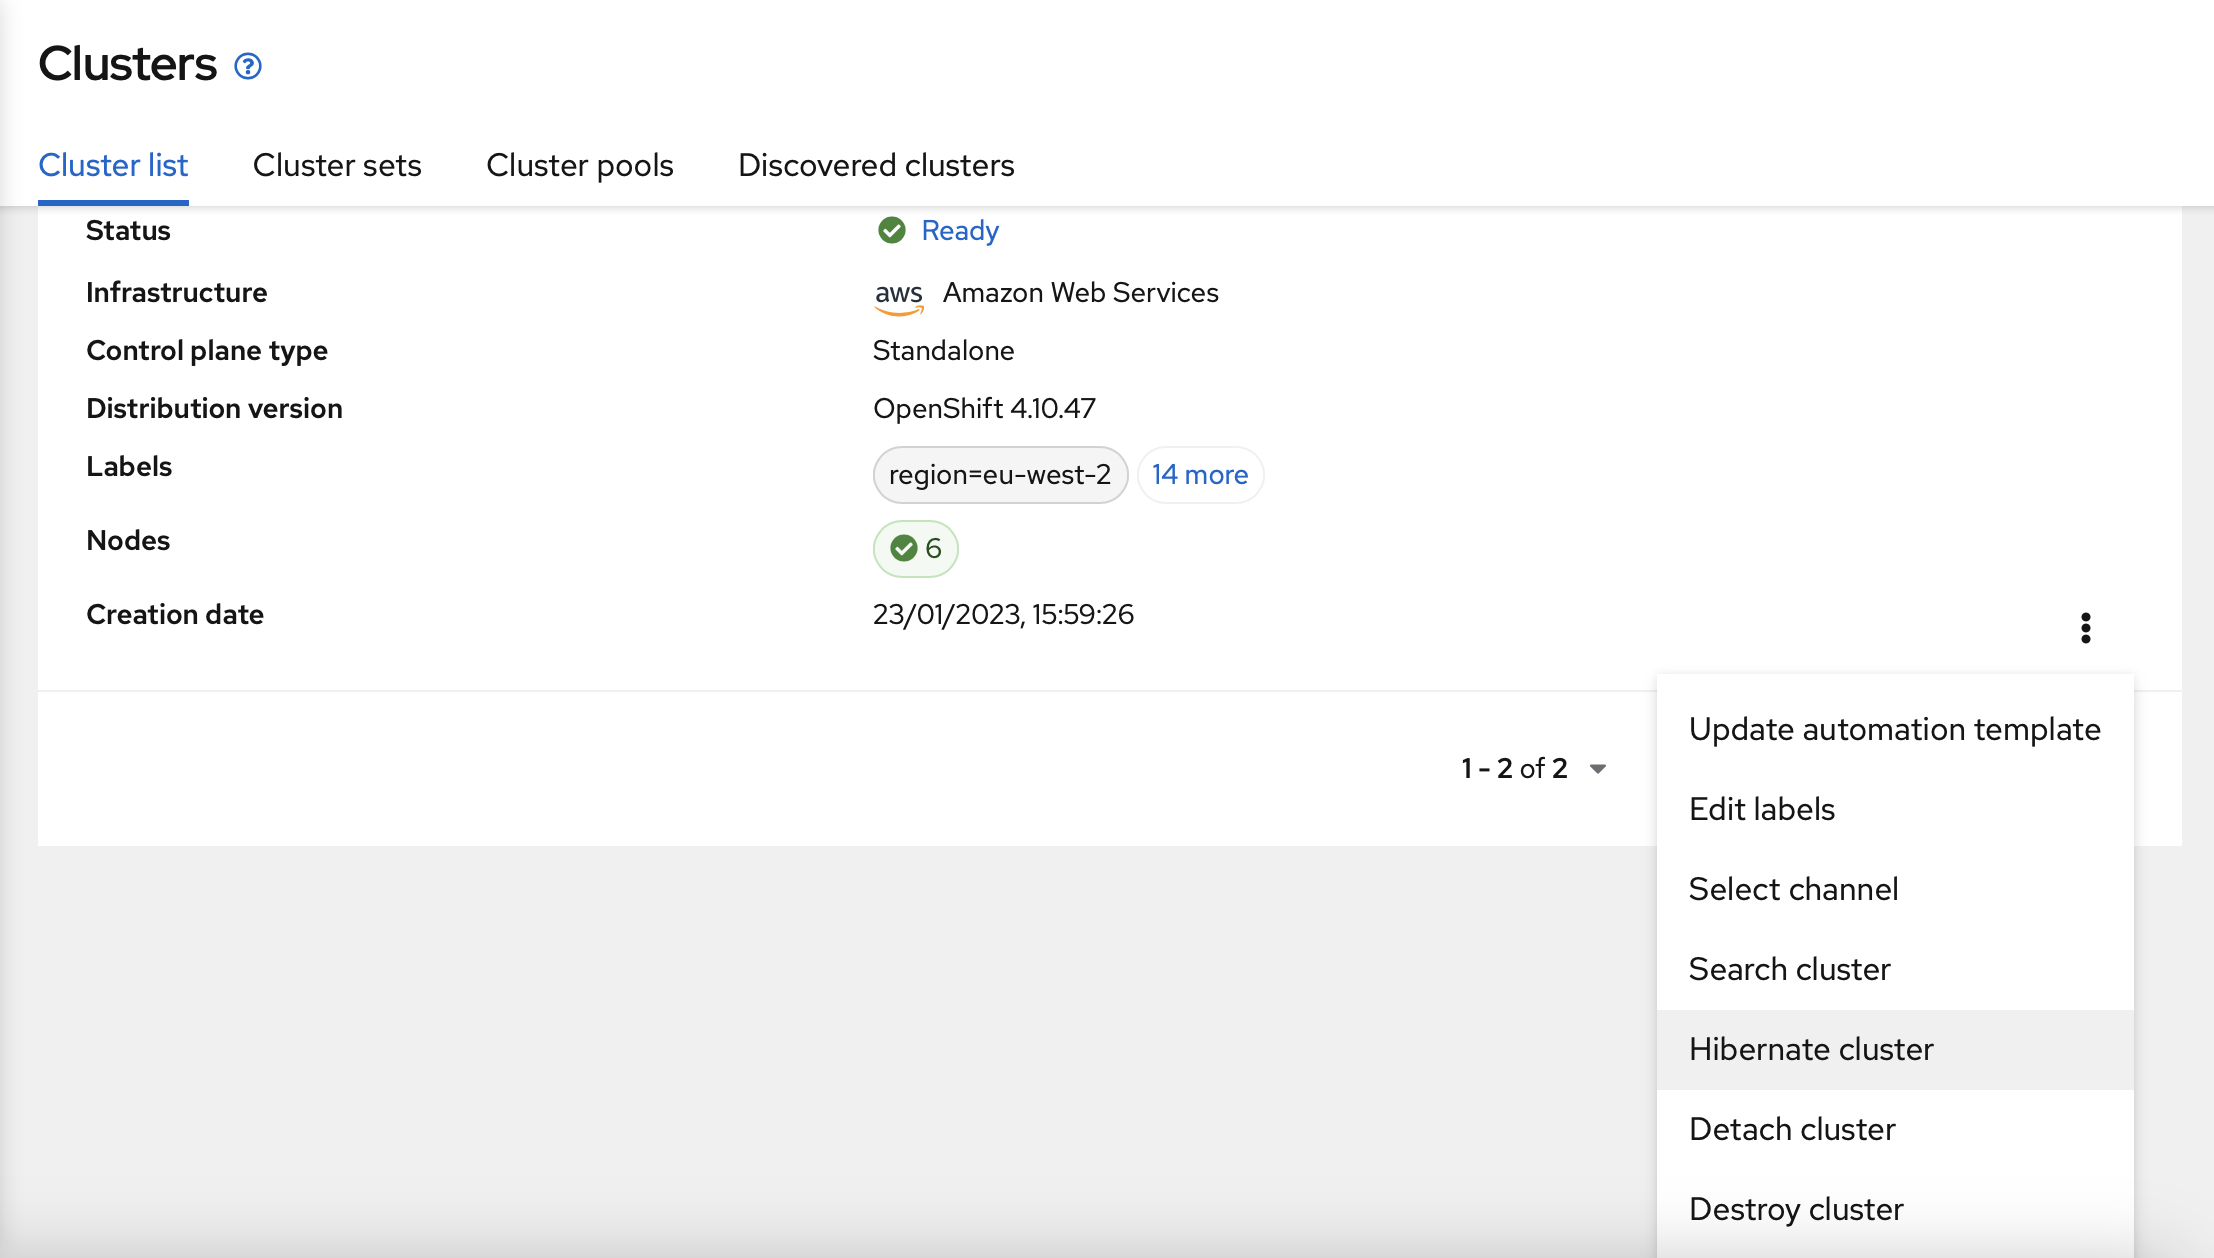 Clusters
Cluster list Cluster sets Cluster pools Discovered clusters
Status Ready
Infrastructure aws Amazon Web Services
Control plane type Standalone
Distribution version OpenShift 4.10.47
Labels region=eu-west-2 14 more
Nodes 6
Creation date 23/01/2023, 15:59:26
Update automation template
1 - 2 of 2
Edit labels
Select channel
Search cluster
Hibernate cluster
Detach cluster
Destroy cluster